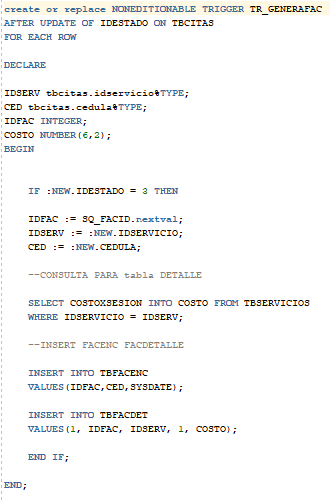 create or replace NONEDITIONABLE TRIGGER TR_GENERAFAC
AFTER UPDATE OF IDESTADO ON TBCITAS
FOR EACH ROW
DECLARE
IDSERV tbcitas.idservicio%TYPE;
CED tbcitas.cedula%TYPE;
IDFAC INTEGER;
COSTO NUMBER(6,2);
BEGIN
IF :NEW.IDESTADO = 3 THEN
IDFAC := SQ_FACID.nextval;
IDSERV := :NEW.IDSERVICIO;
CED := :NEW.CEDULA;
--CONSULTA PARA tabla DETALLE
SELECT COSTOXSESION INTO COSTO FROM TBSERVICIOS
WHERE IDSERVICIO = IDSERV;
--INSERT FACENC FACDETALLE
INSERT INTO TBFACENC
VALUES(IDFAC,CED,SYSDATE);
INSERT INTO TBFACDET
VALUES(1, IDFAC, IDSERV, 1, COSTO);
END IF;
END;